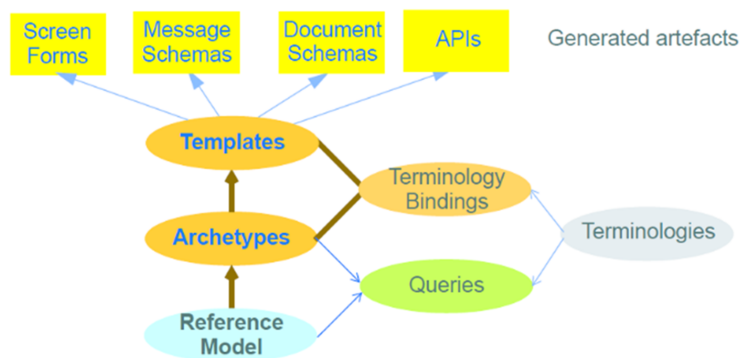 Screen
Forms
Message
Schemas
Document
Schemas
APIs
Generated artefacts
Templates
Terminology
Bindings
Archetypes
Terminologies
Queries
Reference
Model